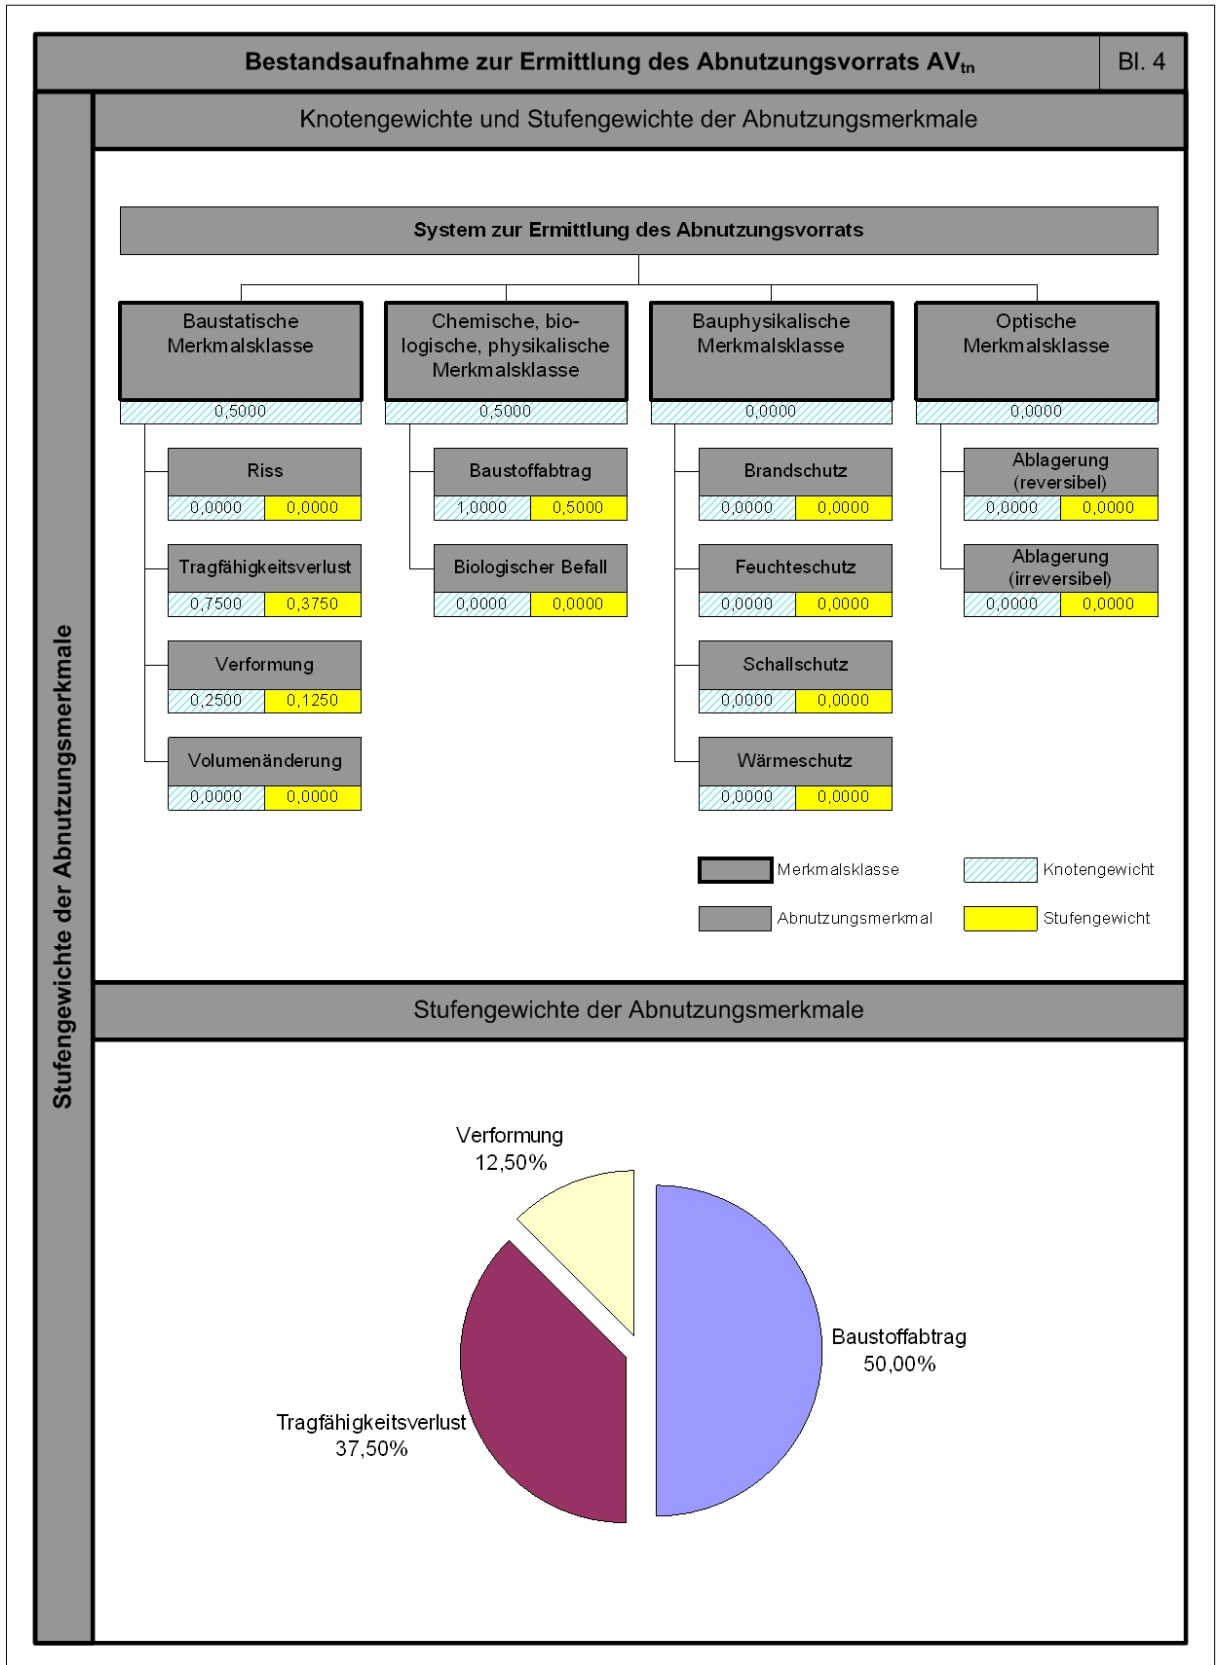 Bestandsaufnahme zur Ermittlung des Abnutzungsvorrats AVtn
Bl. 4
Stufengewichte der Abnutzungsmerkmale
Knotengewichte und Stufengewichte der Abnutzungsmerkmale
System zur Ermittlung des Abnutzungsvorrats
Baustatische
Merkmalsklasse
0,5000
Riss
0,0000 0,0000
Tragfähigkeitsverlust
0,7500 0,3750
Verformung
0,2500 0,1250
Volumenänderung
0,0000 0,0000
Chemische, bio-
logische, physikalische
Merkmalsklasse
0,5000
Baustoffabtrag
1,0000 0,5000
Biologischer Befall
0,0000 0,0000
Bauphysikalische
Merkmalsklasse
0,0000
Brandschutz
0,0000 0,0000
Feuchteschutz
0,0000 0,0000
Schallschutz
0,0000 0,0000
Wärmeschutz
0,0000 0,0000
Optische
Merkmalsklasse
0,0000
Ablagerung
(reversibel)
0,0000 0,0000
Ablagerung
(irreversibel)
0,0000 0,0000
Merkmalsklasse
Knotengewicht
Abnutzungsmerkmal
Stufengewicht
Stufengewichte der Abnutzungsmerkmale
Verformung
12,50%
Baustoffabtrag
50,00%
Tragfähigkeitsverlust
37,50%